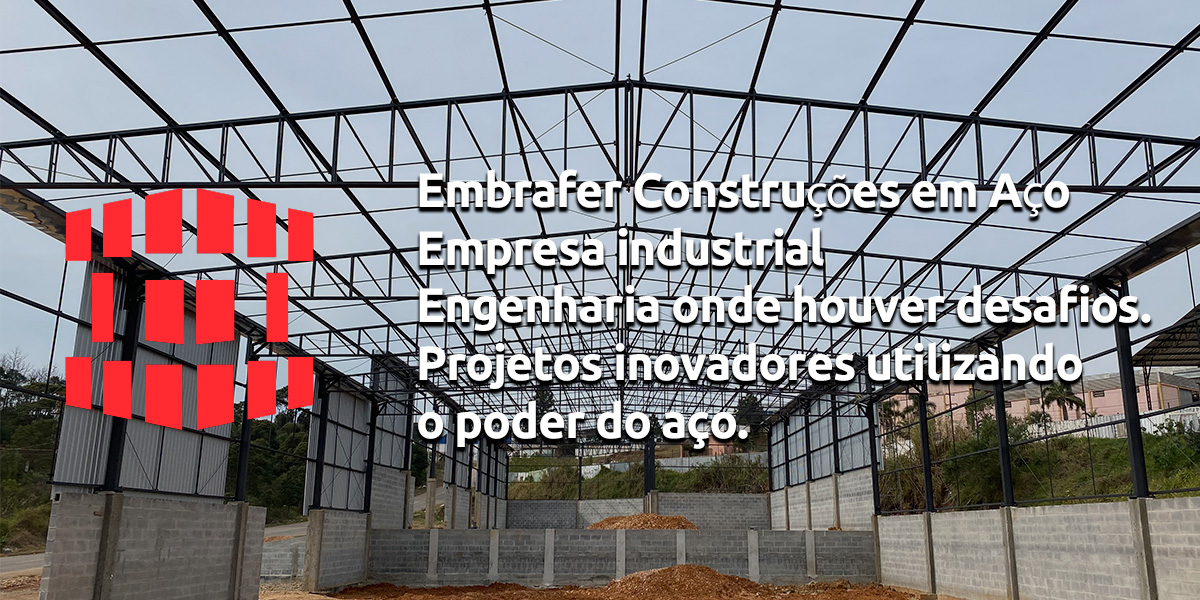 Embrafer Construções em Aço
Empresa industrial
Engenharia onde houver desafios.
Projetos inovadores utilizando
o poder do aço.